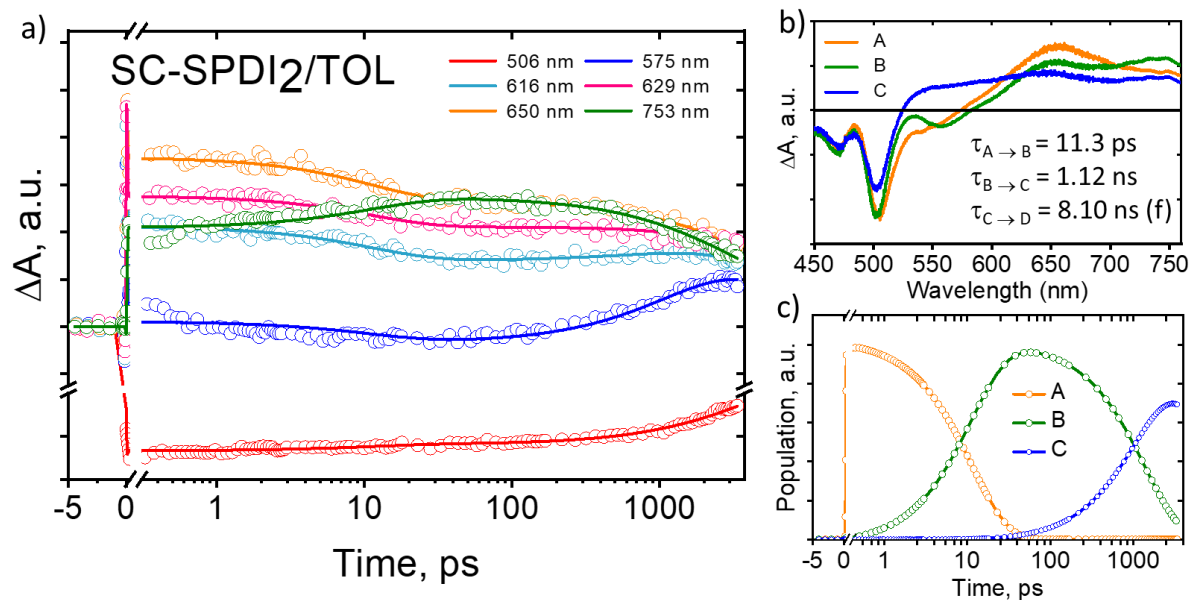 a)
SC-SPDI2/TOL
506 nm
575 nm
616 nm
629 nm
650 nm
753 nm
ΔA, a.u.
-5
0
1
10
100
1000
Time, ps
b)
A
B
C
ΔA, a.u.
τA → B = 11.3 ps
τB → C = 1.12 ns
τC → D = 8.10 ns (f)
450
500
550
600
650
700
750
Wavelength (nm)
c)
Population, a.u.
A
B
C
-5
0
1
10
100
1000
Time, ps